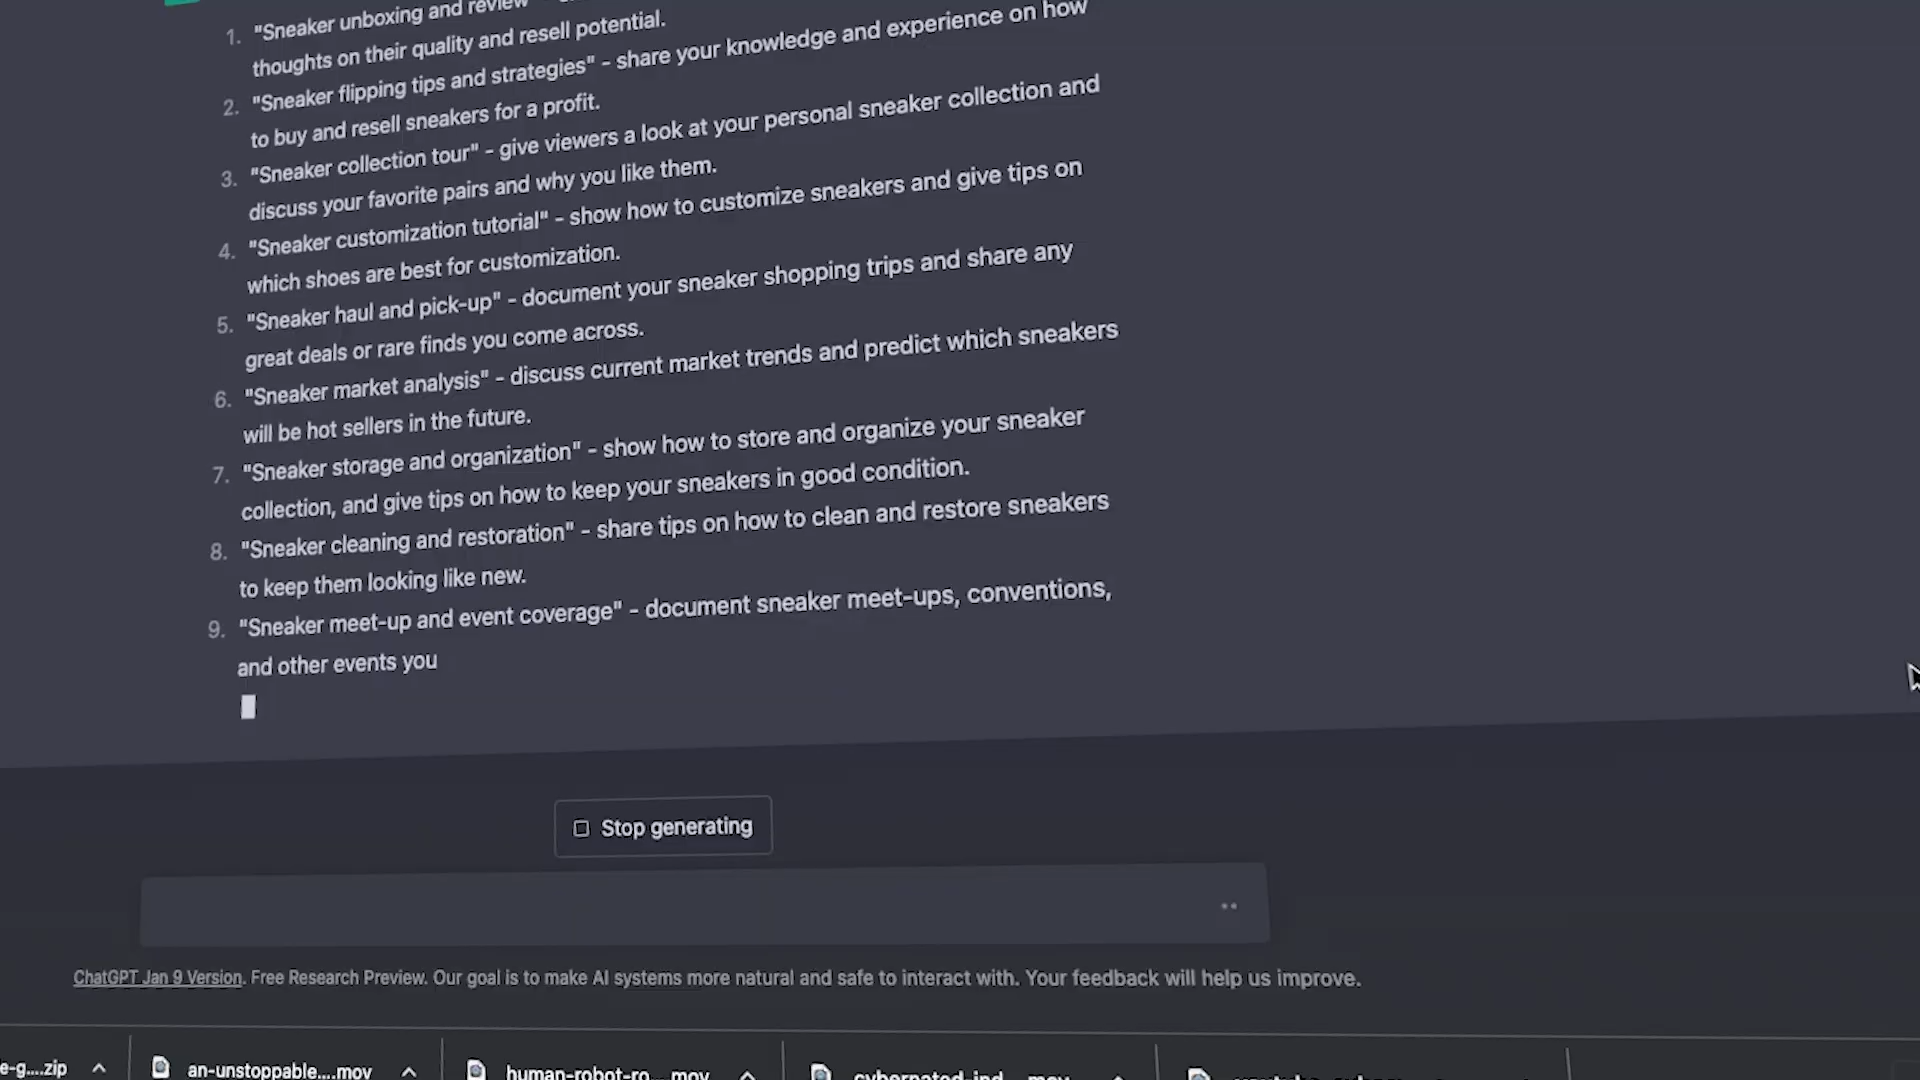 1. "Sneaker unboxing and review"
thoughts on their quality and resell potential.
2. "Sneaker flipping tips and strategies" - share your knowledge and experience on how
to buy and resell sneakers for a profit.
3. "Sneaker collection tour" - give viewers a look at your personal sneaker collection and
discuss your favorite pairs and why you like them.
4. "Sneaker customization tutorial" - show how to customize sneakers and give tips on
which shoes are best for customization.
5. "Sneaker haul and pick-up" - document your sneaker shopping trips and share any
great deals or rare finds you come across.
6. "Sneaker market analysis" - discuss current market trends and predict which sneakers
will be hot sellers in the future.
7. "Sneaker storage and organization" - show how to store and organize your sneaker
collection, and give tips on how to keep your sneakers in good condition.
8. "Sneaker cleaning and restoration" - share tips on how to clean and restore sneakers
to keep them looking like new.
9. "Sneaker meet-up and event coverage" - document sneaker meet-ups, conventions,
and other events you
Stop generating
ChatGPT Jan 9 Version. Free Research Preview. Our goal is to make AI systems more natural and safe to interact with. Your feedback will help us improve.
e-g....zip
an-unstoppable....mov
human-robot-ro...mov
cybernated-ind....mov